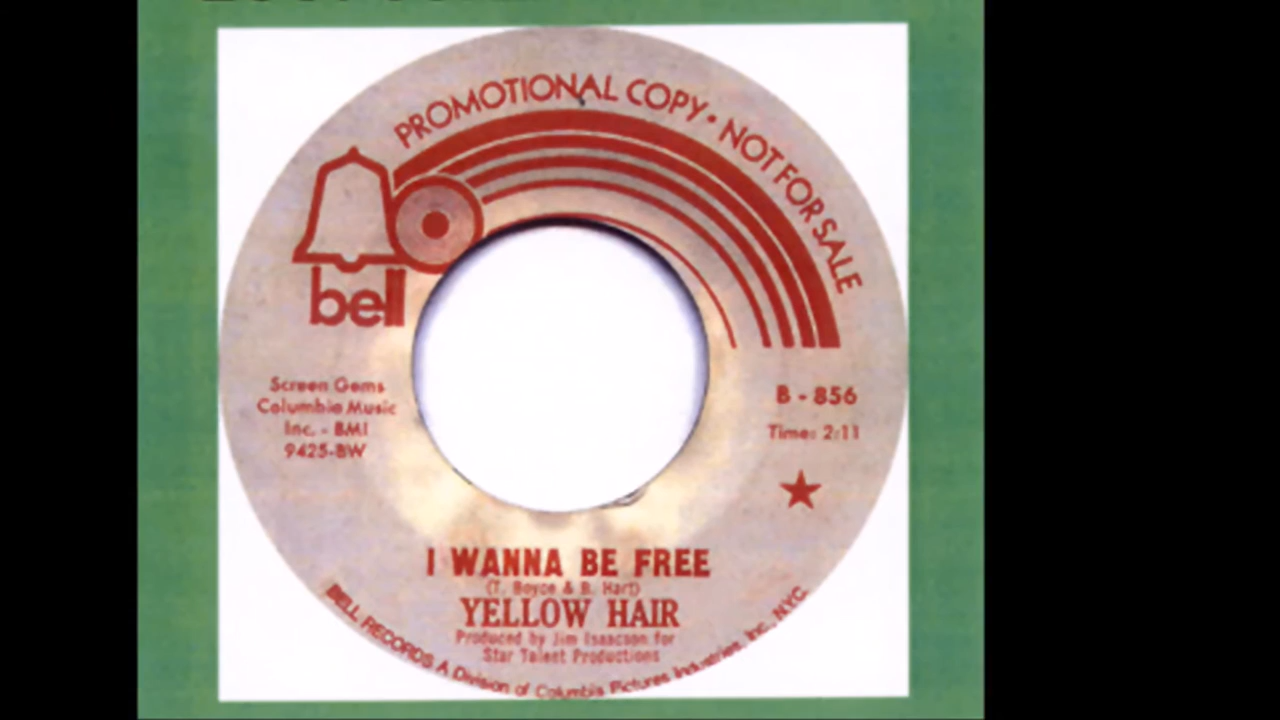 PROMOTIONAL COPY • NOT FOR SALE
bell
Screen Gems
Columbia Music
Inc. - BMI
9425-BW
B - 856
Time: 2:11
I WANNA BE FREE
(T. Boyce & B. Hart)
YELLOW HAIR
Produced by Jim Isaacson for
Star Talent Productions
BELL RECORDS A Division of Columbia Pictures Industries, Inc., NYC